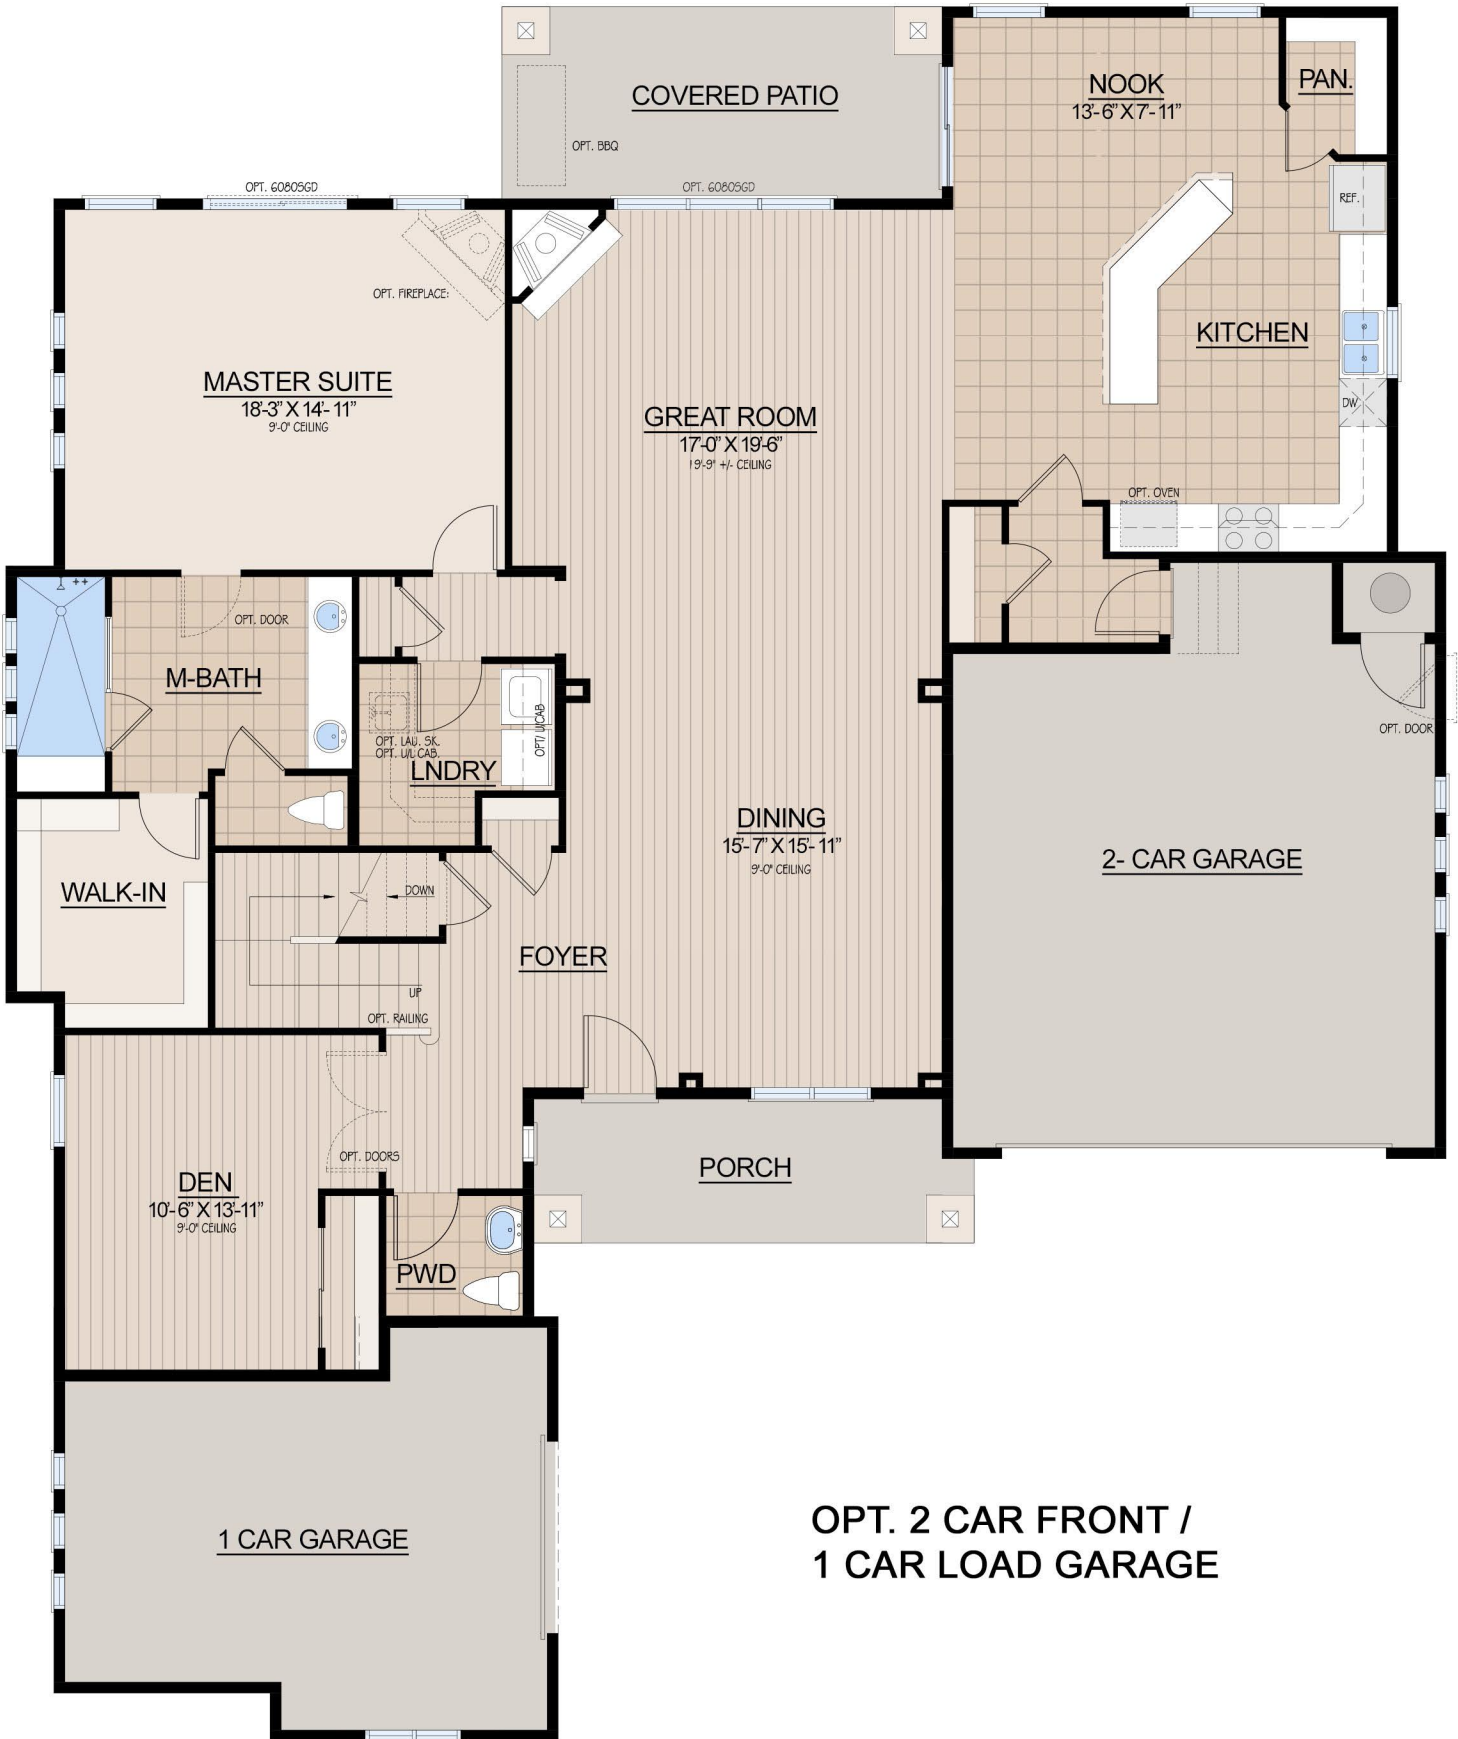 COVERED PATIO
OPT. BBQ
OPT. 6080SGD
NOOK
13'-6" X 7'-11"
PAN.
REF.
OPT. 6080SGD
OPT. FIREPLACE:
MASTER SUITE
18'-3" X 14'-11"
9'-0" CEILING
GREAT ROOM
17'-0" X 19'-6"
19'-9" +/- CEILING
KITCHEN
DW
OPT. OVEN
OPT. DOOR
M-BATH
OPT. LAU. SK.
OPT. U/L CAB.
OPT/ U/CAB
LNDRY
OPT. DOOR
DINING
15'-7" X 15'-11"
9'-0" CEILING
2- CAR GARAGE
WALK-IN
DOWN
FOYER
UP
OPT. RAILING
OPT. DOORS
DEN
10'-6" X 13'-11"
9'-0" CEILING
PORCH
PWD
1 CAR GARAGE
OPT. 2 CAR FRONT /
1 CAR LOAD GARAGE